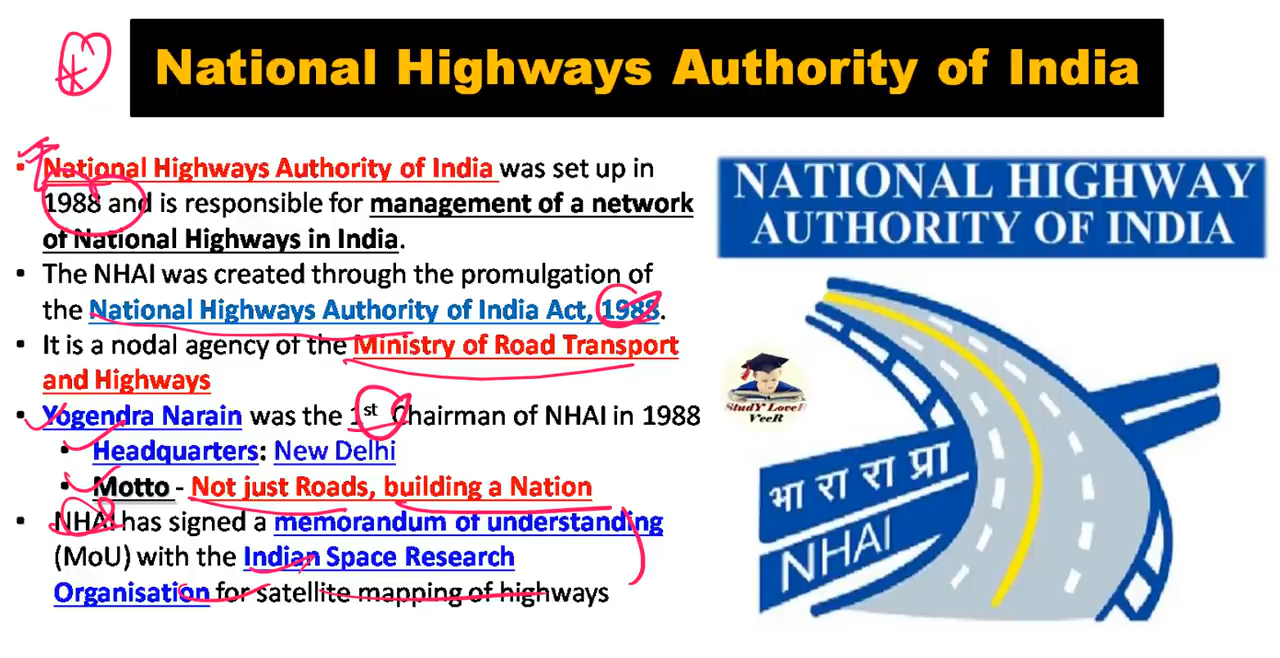 National Highways Authority of India
• National Highways Authority of India was set up in
1988 and is responsible for management of a network
of National Highways in India.
• The NHAI was created through the promulgation of
the National Highways Authority of India Act, 1988.
• It is a nodal agency of the Ministry of Road Transport
and Highways
• Yogendra Narain was the 1st Chairman of NHAI in 1988
• Headquarters: New Delhi
• Motto - Not just Roads, building a Nation
• NHAI has signed a memorandum of understanding
(MoU) with the Indian Space Research
Organisation for satellite mapping of highways
NATIONAL HIGHWAY
AUTHORITY OF INDIA
StudY LoveR
VeeR
भा रा रा प्रा
NHAI